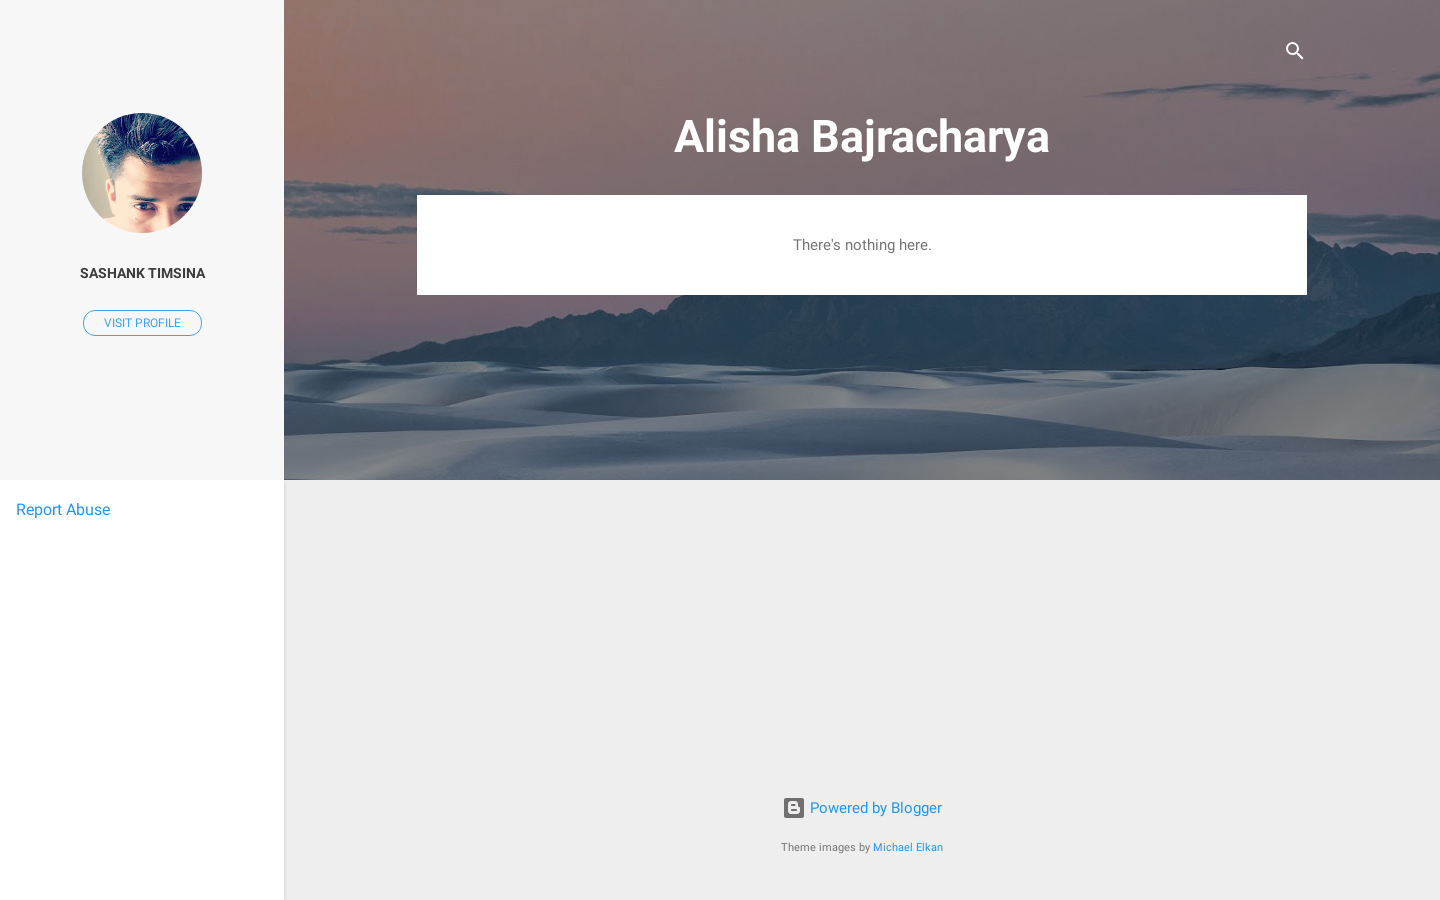 SASHANK TIMSINA
VISIT PROFILE
Report Abuse
Alisha Bajracharya
There's nothing here.
Powered by Blogger
Theme images by Michael Elkan